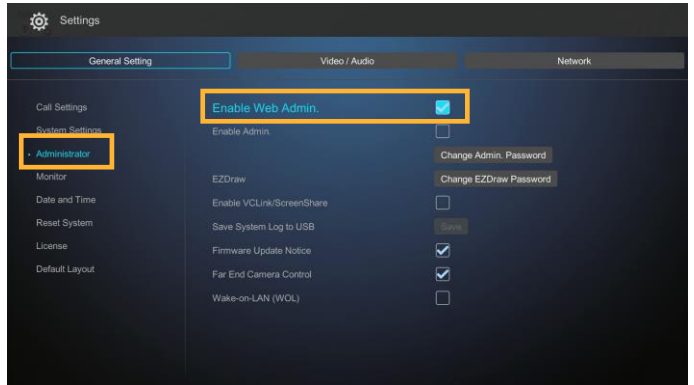 Settings
General Setting
Video / Audio
Network
Call Settings
System Settings
Administrator
Monitor
Date and Time
Reset System
License
Default Layout
Enable Web Admin.
Enable Admin.
Change Admin. Password
EZDraw
Change EZDraw Password
Enable VCLink/ScreenShare
Save System Log to USB
Save
Firmware Update Notice
Far End Camera Control
Wake-on-LAN (WOL)